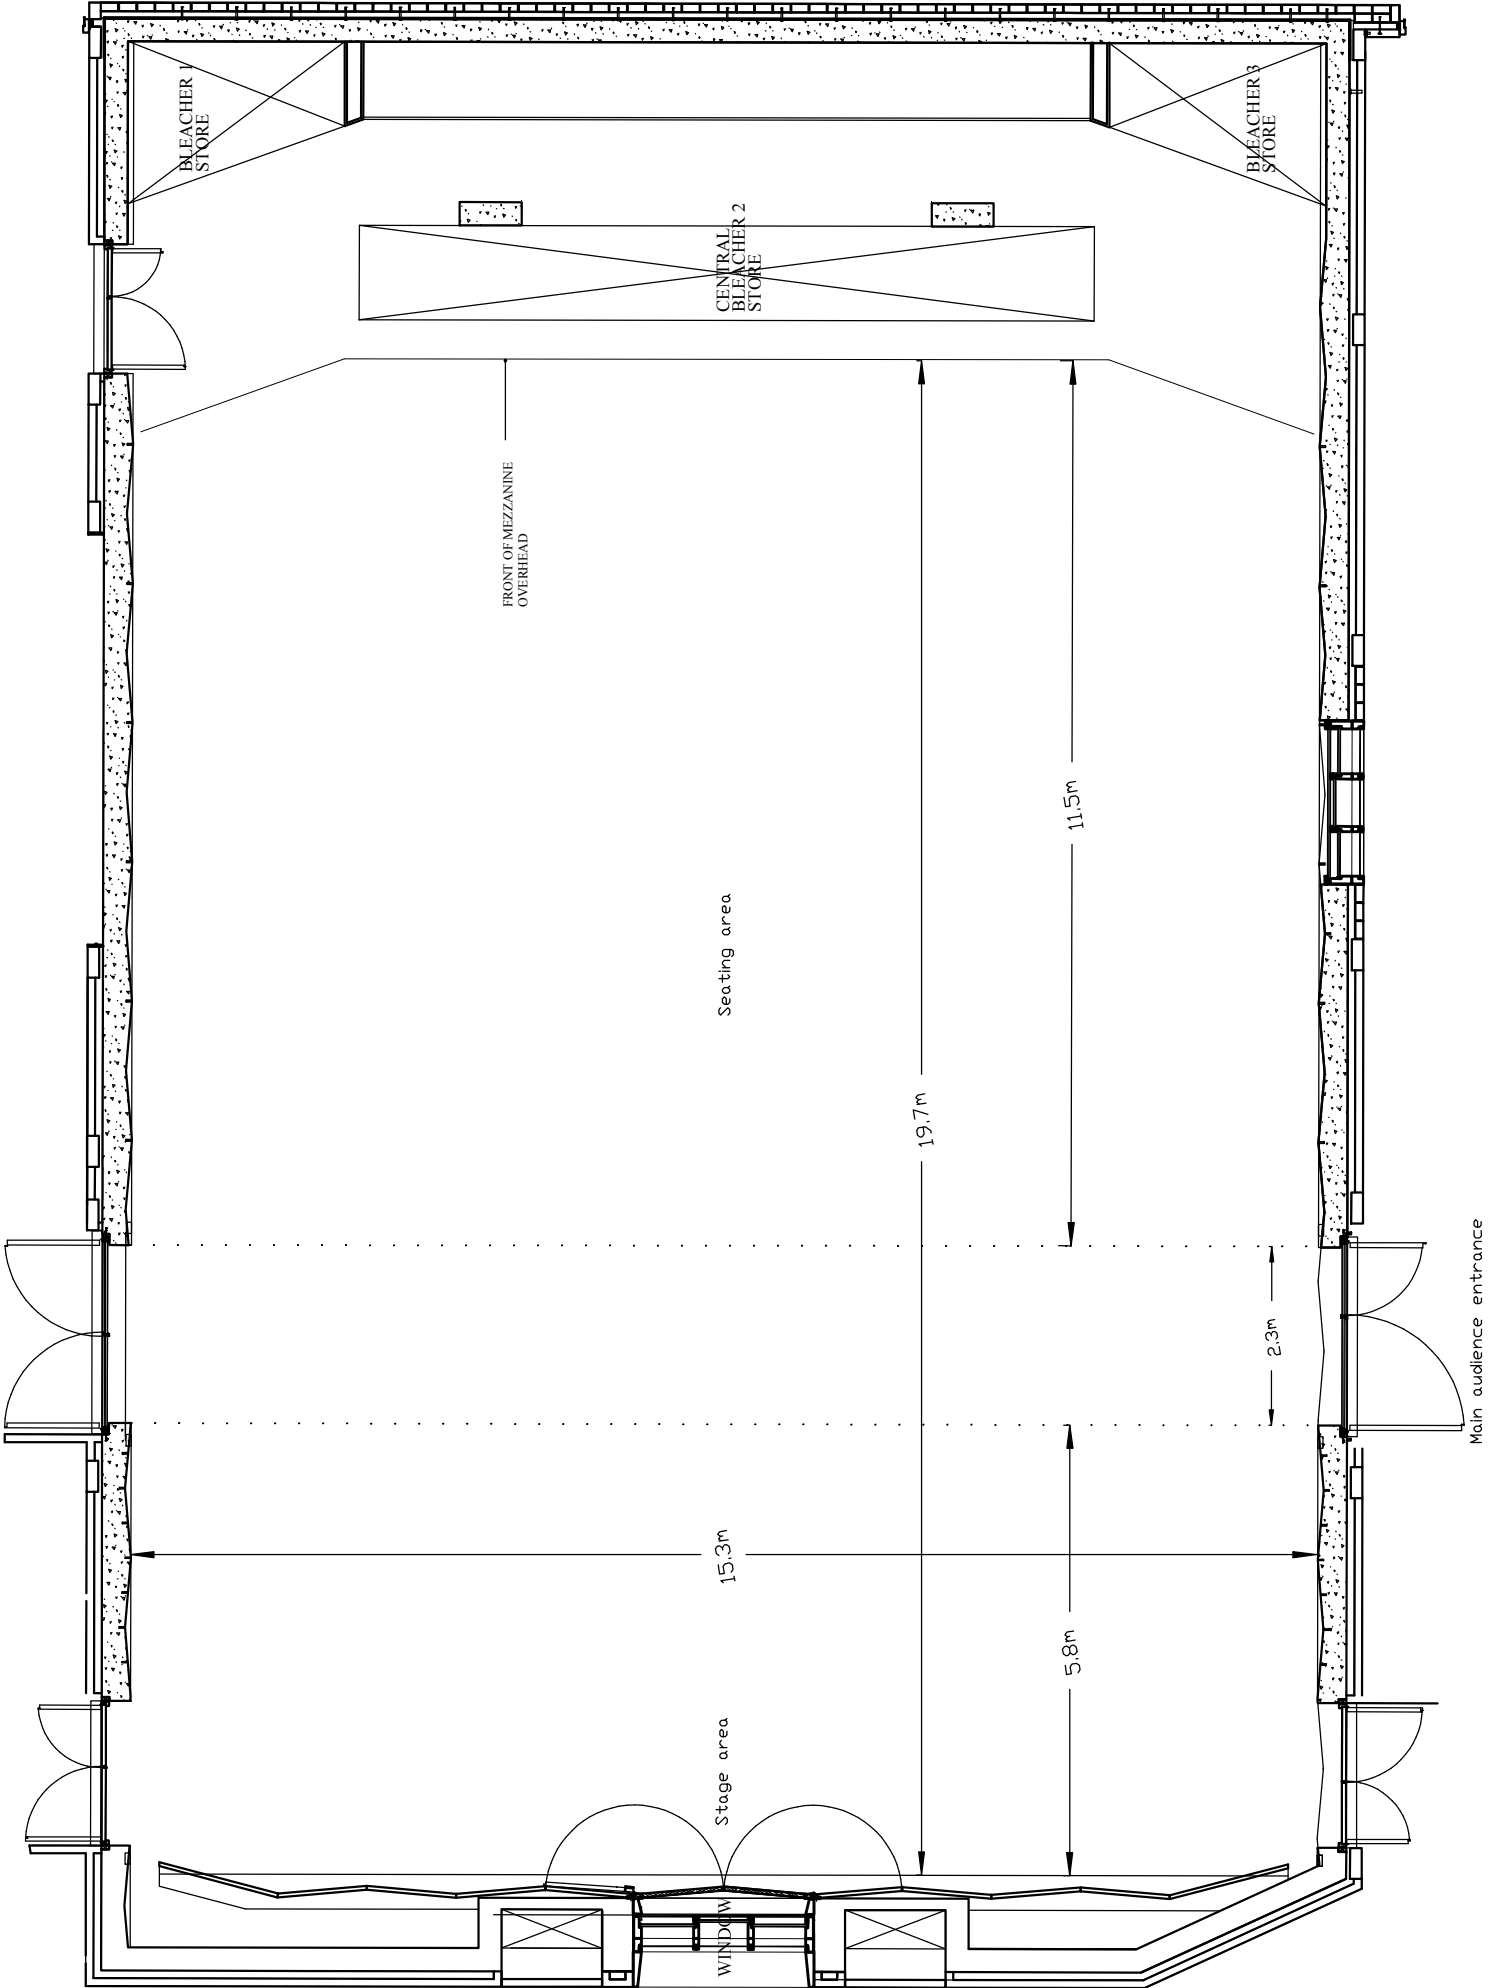 BLEACHER 1
STORE
BLEACHER 3
STORE
CENTRAL
BLEACHER 2
STORE
FRONT OF MEZZANINE
OVERHEAD
11.5m
Seating area
19.7m
2.3m
Main audience entrance
15.3m
5.8m
Stage area
WINDOW